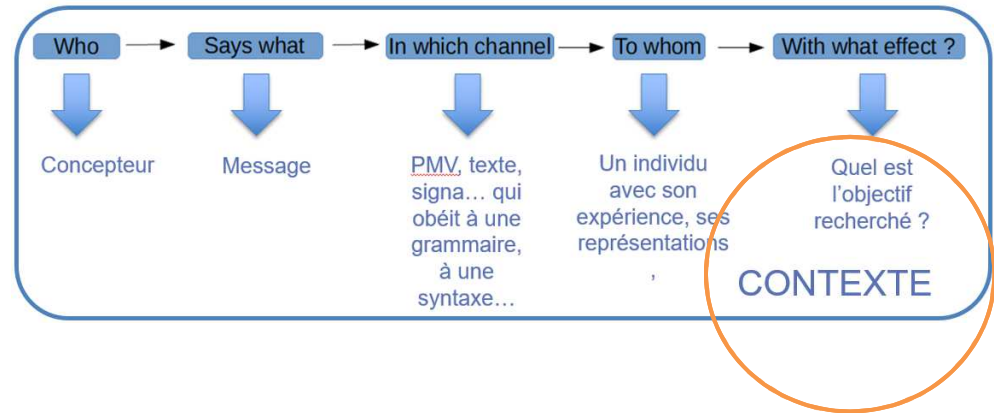 Who
Says what
In which channel
To whom
With what effect ?
Concepteur
Message
PMV, texte,
signa… qui
obéit à une
grammaire,
à une
syntaxe…
Un individu
avec son
expérience, ses
représentations
,
Quel est
l’objectif
recherché ?
CONTEXTE